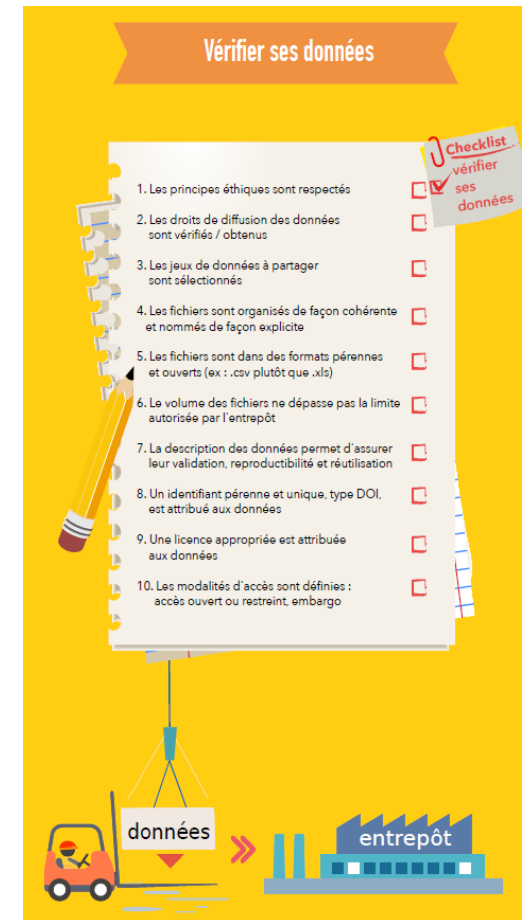 Vérifier ses données
Checklist
vérifier
ses
données
1. Les principes éthiques sont respectés
2. Les droits de diffusion des données
sont vérifiés / obtenus
3. Les jeux de données à partager
sont sélectionnés
4. Les fichiers sont organisés de façon cohérente
et nommés de façon explicite
5. Les fichiers sont dans des formats pérennes
et ouverts (ex : .csv plutôt que .xls)
6. Le volume des fichiers ne dépasse pas la limite
autorisée par l'entrepôt
7. La description des données permet d'assurer
leur validation, reproductibilité et réutilisation
8. Un identifiant pérenne et unique, type DOI,
est attribué aux données
9. Une licence appropriée est attribuée
aux données
10. Les modalités d'accès sont définies :
accès ouvert ou restreint, embargo
données
entrepôt